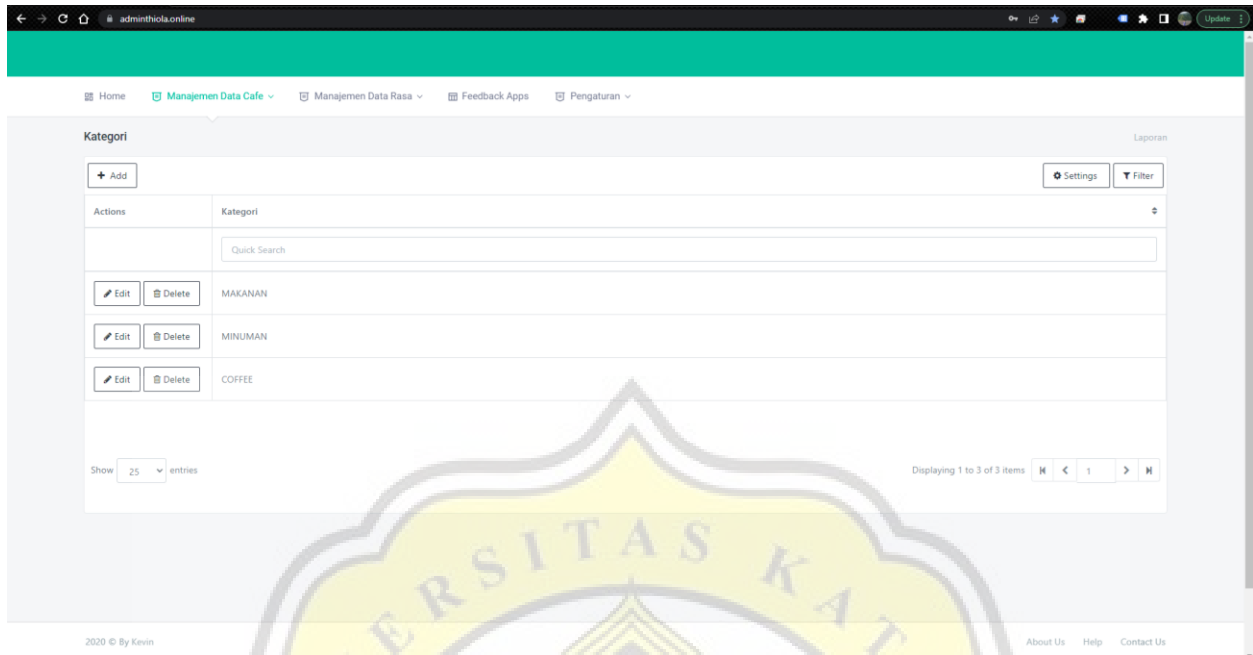 adminthiola.online Update
Home Manajemen Data Cafe Manajemen Data Rasa Feedback Apps Pengaturan
Kategori Laporan
Add Settings Filter
Actions Kategori
Quick Search
Edit Delete MAKANAN
Edit Delete MINUMAN
Edit Delete COFFEE
Show 25 entries Displaying 1 to 3 of 3 items 1
ERSITAS KAT
2020 © By Kevin About Us Help Contact Us